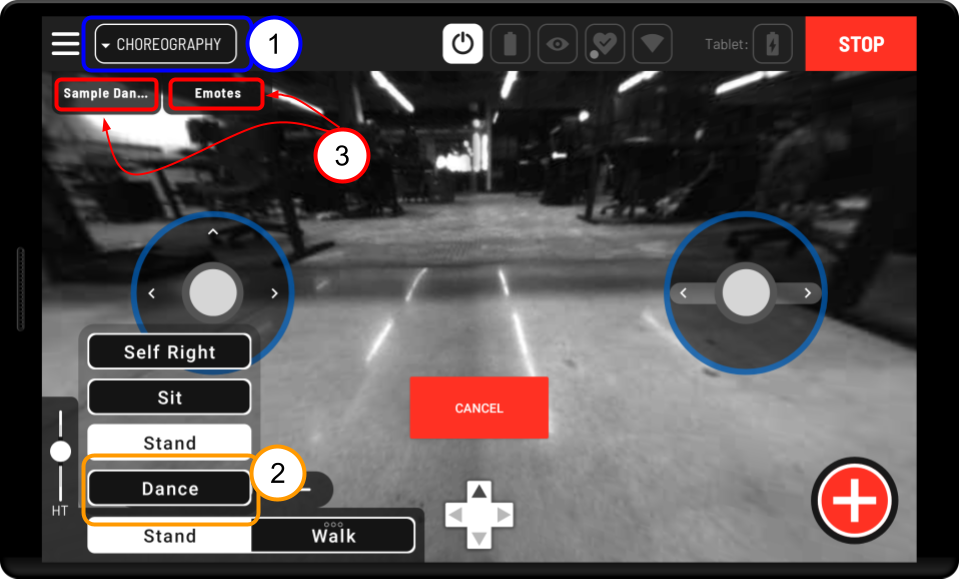 CHOREOGRAPHY
1
Tablet:
STOP
Sample Dan...
Emotes
3
Self Right
Sit
CANCEL
Stand
Dance
2
HT
Stand
Walk